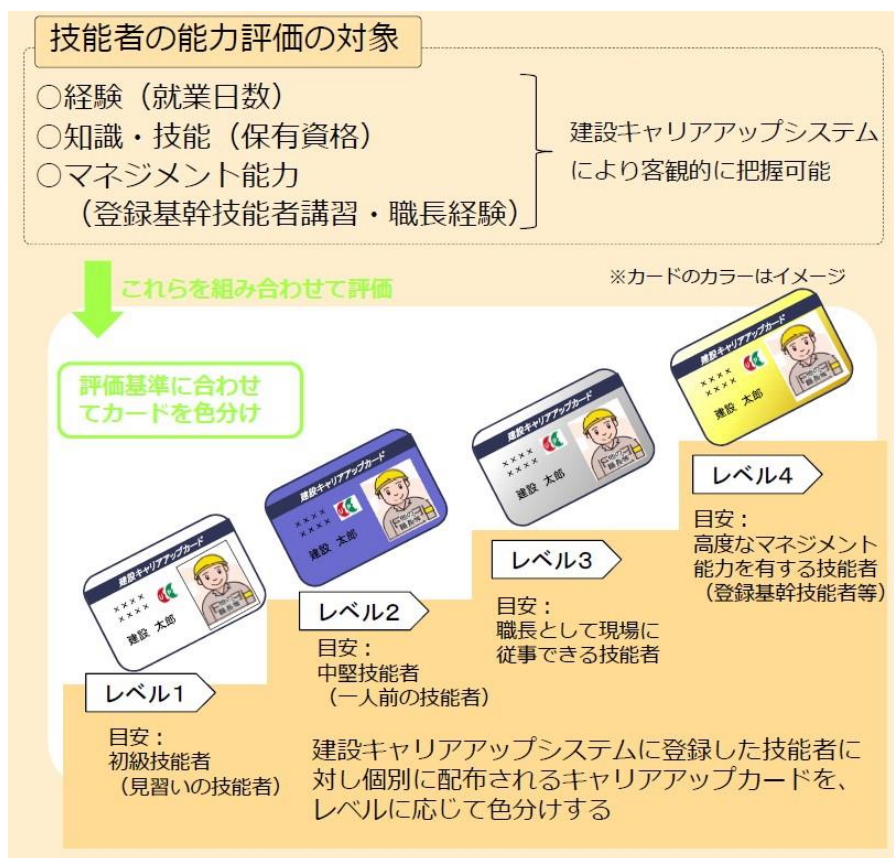 技能者の能力評価の対象
○経験（就業日数）
○知識・技能（保有資格）
○マネジメント能力
（登録基幹技能者講習・職長経験）
建設キャリアアップシステム
により客観的に把握可能
これらを組み合わせて評価
※カードのカラーはイメージ
評価基準に合わせ
てカードを色分け
建設キャリアアップカード
××××
××××
建設 太郎
レベル1
目安：
初級技能者
（見習いの技能者）
建設キャリアアップカード
××××
××××
建設 太郎
レベル2
目安：
中堅技能者
（一人前の技能者）
建設キャリアアップカード
××××
××××
建設 太郎
レベル3
目安：
職長として現場に
従事できる技能者
建設キャリアアップカード
××××
××××
建設 太郎
レベル4
目安：
高度なマネジメント
能力を有する技能者
（登録基幹技能者等）
建設キャリアアップシステムに登録した技能者に
対し個別に配布されるキャリアアップカードを、
レベルに応じて色分けする